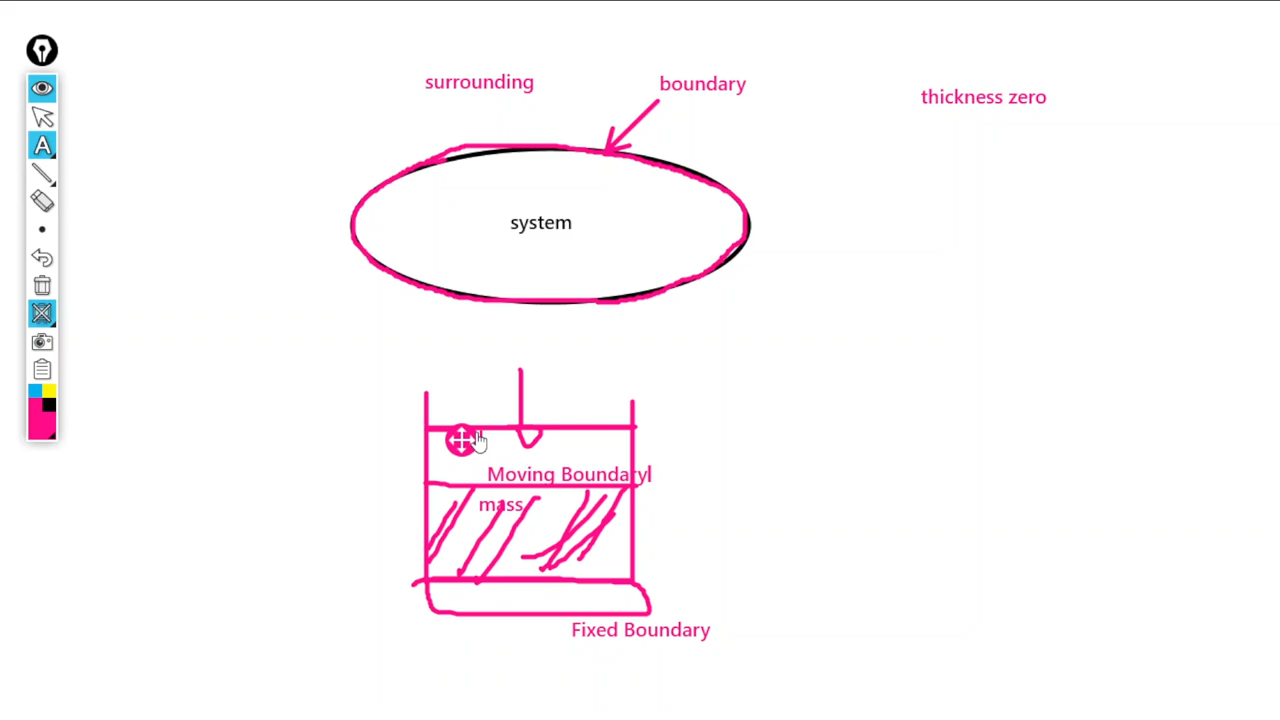 surrounding
boundary
thickness zero
system
Moving Boundary
mass
Fixed Boundary